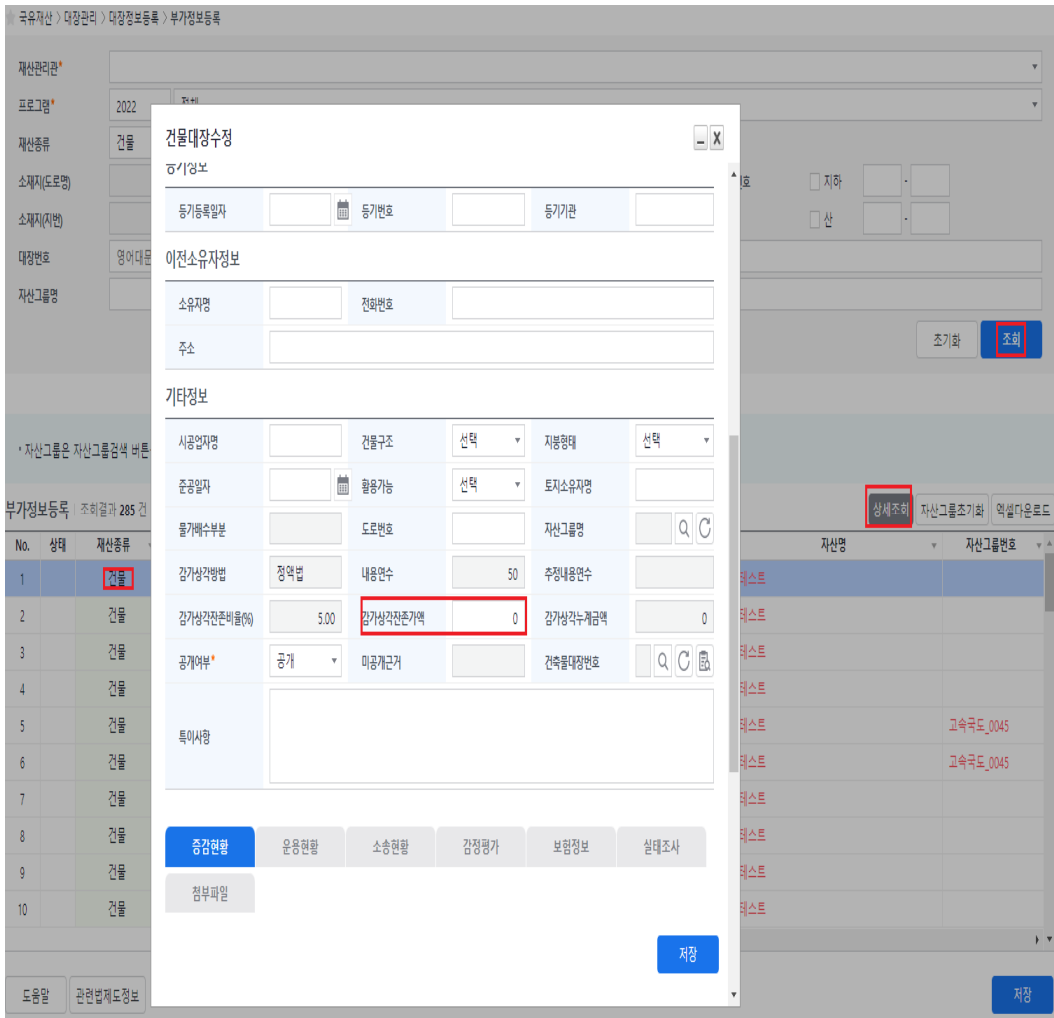 국유재산 > 대장관리 > 대장정보등록 > 부가정보등록
재산관리관*
프로그램* 2022 전체
재산종류 건물
소재지(도로명) 지하 -
소재지(지번) 산 -
대장번호
자산그룹명
초기화 조회
* 자산그룹은 자산그룹검색 버튼
부가정보등록 | 조회결과 285 건 상세조회 자산그룹초기화 엑셀다운로드
No. 상태 재산종류 자산명 자산그룹번호
1 건물 테스트
2 건물 테스트
3 건물 테스트
4 건물 테스트
5 건물 테스트 고속국도_0045
6 건물 테스트 고속국도_0045
7 건물 테스트
8 건물 테스트
9 건물 테스트
10 건물 테스트
도움말 관련법제도정보 저장
건물대장수정
등기정보
등기등록일자 등기번호 등기기관
이전소유자정보
소유자명 전화번호
주소
기타정보
시공업자명 건물구조 선택 지붕형태 선택
준공일자 활용가능 선택 토지소유자명
물가배수부분 도로번호 자산그룹명
감가상각방법 정액법 내용연수 50 추정내용연수
감가상각잔존비율(%) 5.00 감가상각잔존가액 0 감가상각누계금액 0
공개여부* 공개 미공개근거 건축물대장번호
특이사항
증감현황 운용현황 소송현황 감정평가 보험정보 실태조사
첨부파일
저장